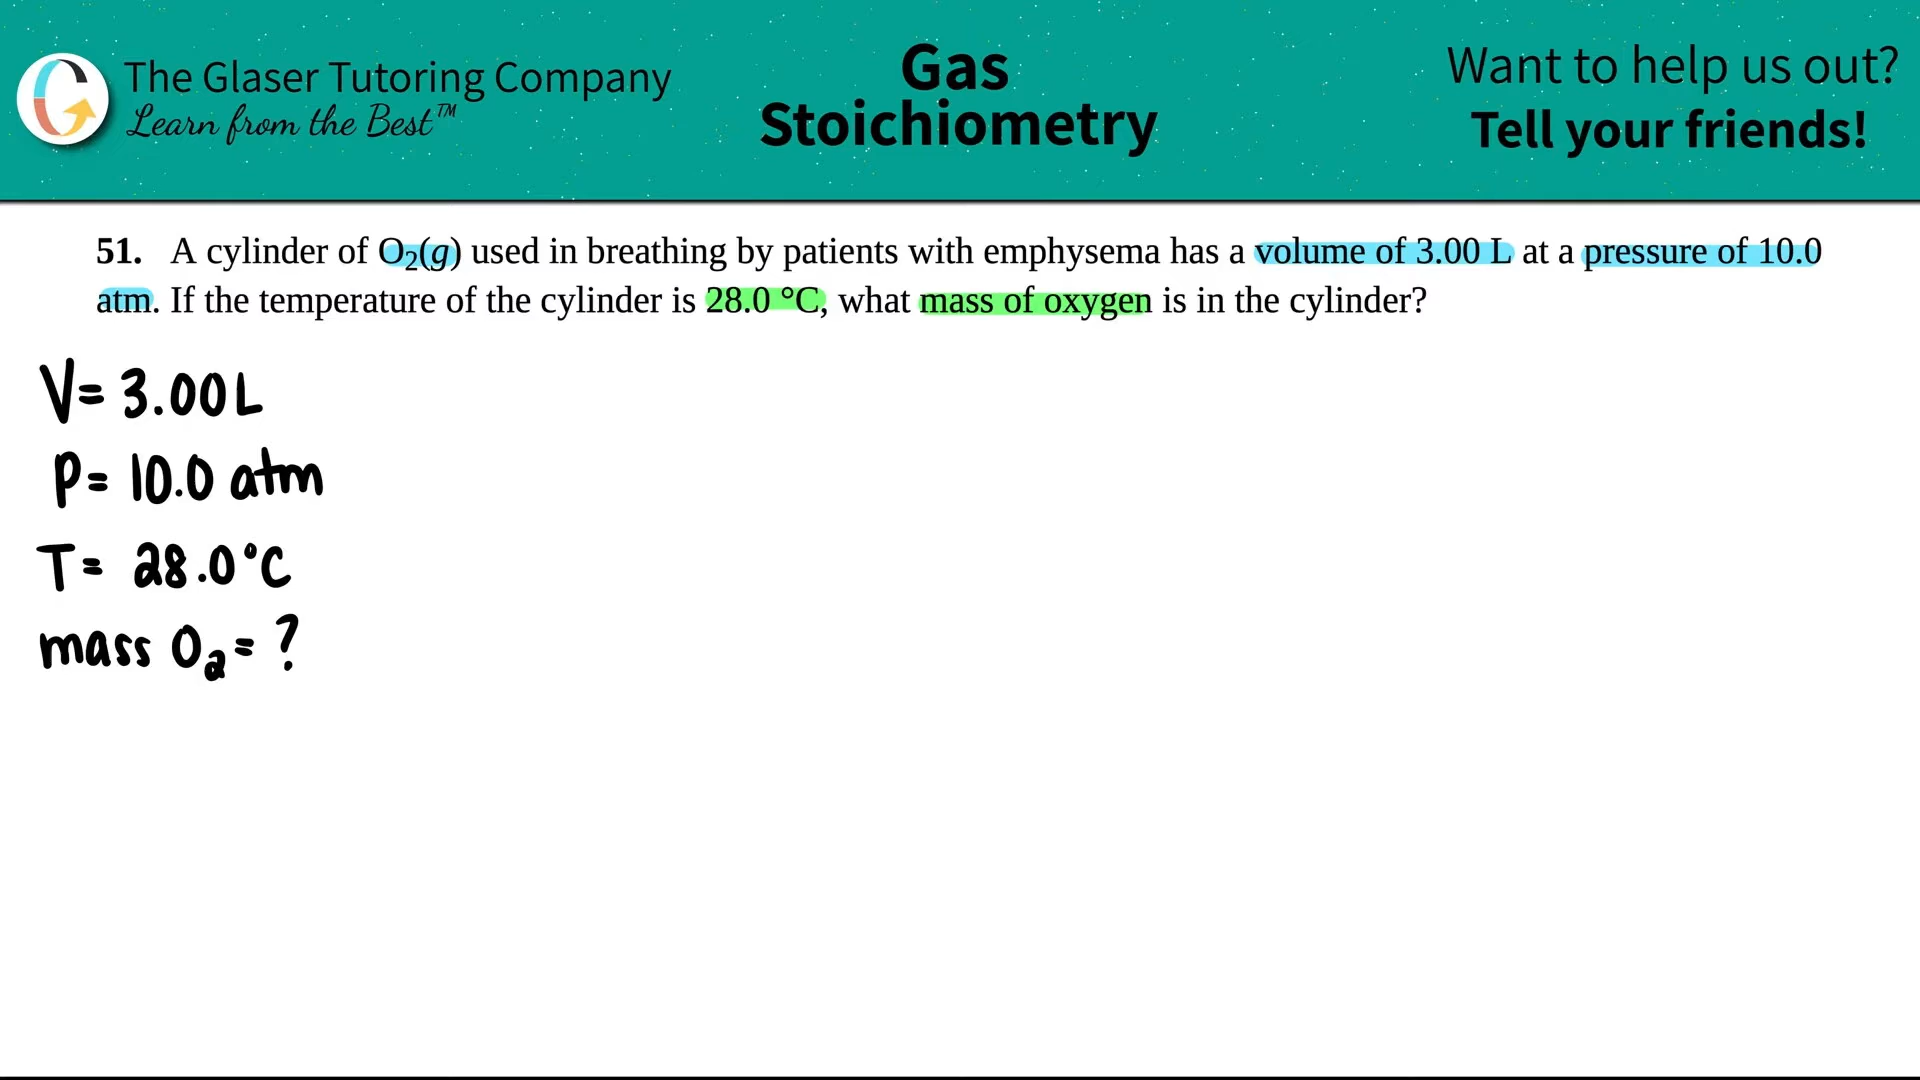 The Glaser Tutoring Company
Learn from the Best™
Gas
Stoichiometry
Want to help us out?
Tell your friends!
51. A cylinder of O₂(g) used in breathing by patients with emphysema has a volume of 3.00 L at a pressure of 10.0
atm. If the temperature of the cylinder is 28.0 °C, what mass of oxygen is in the cylinder?
V= 3.00L
P= 10.0 atm
T= 28.0°C
mass O₂= ?